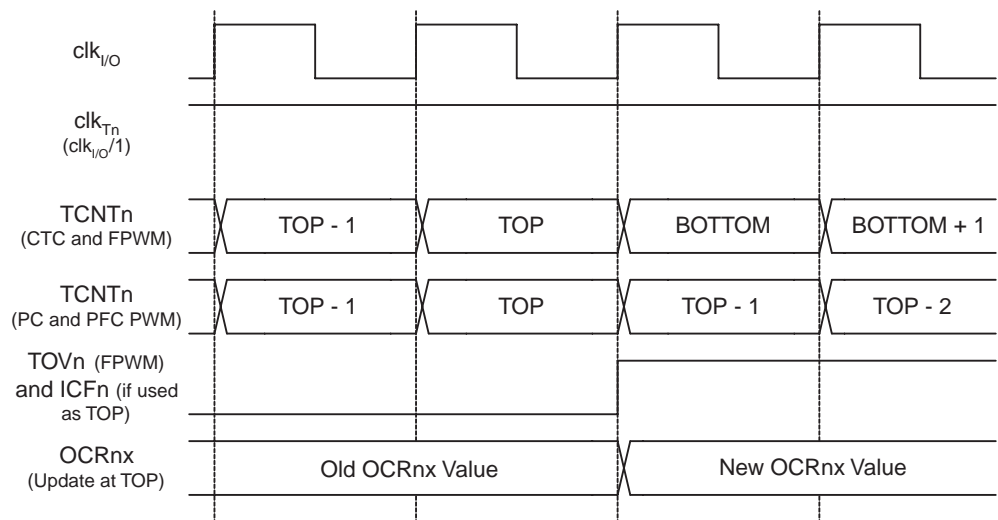 clkI/O
clkTn
(clkI/O/1)
TCNTn
(CTC and FPWM)
TOP - 1
TOP
BOTTOM
BOTTOM + 1
TCNTn
(PC and PFC PWM)
TOP - 1
TOP
TOP - 1
TOP - 2
TOVn (FPWM)
and ICFn (if used
as TOP)
OCRnx
(Update at TOP)
Old OCRnx Value
New OCRnx Value